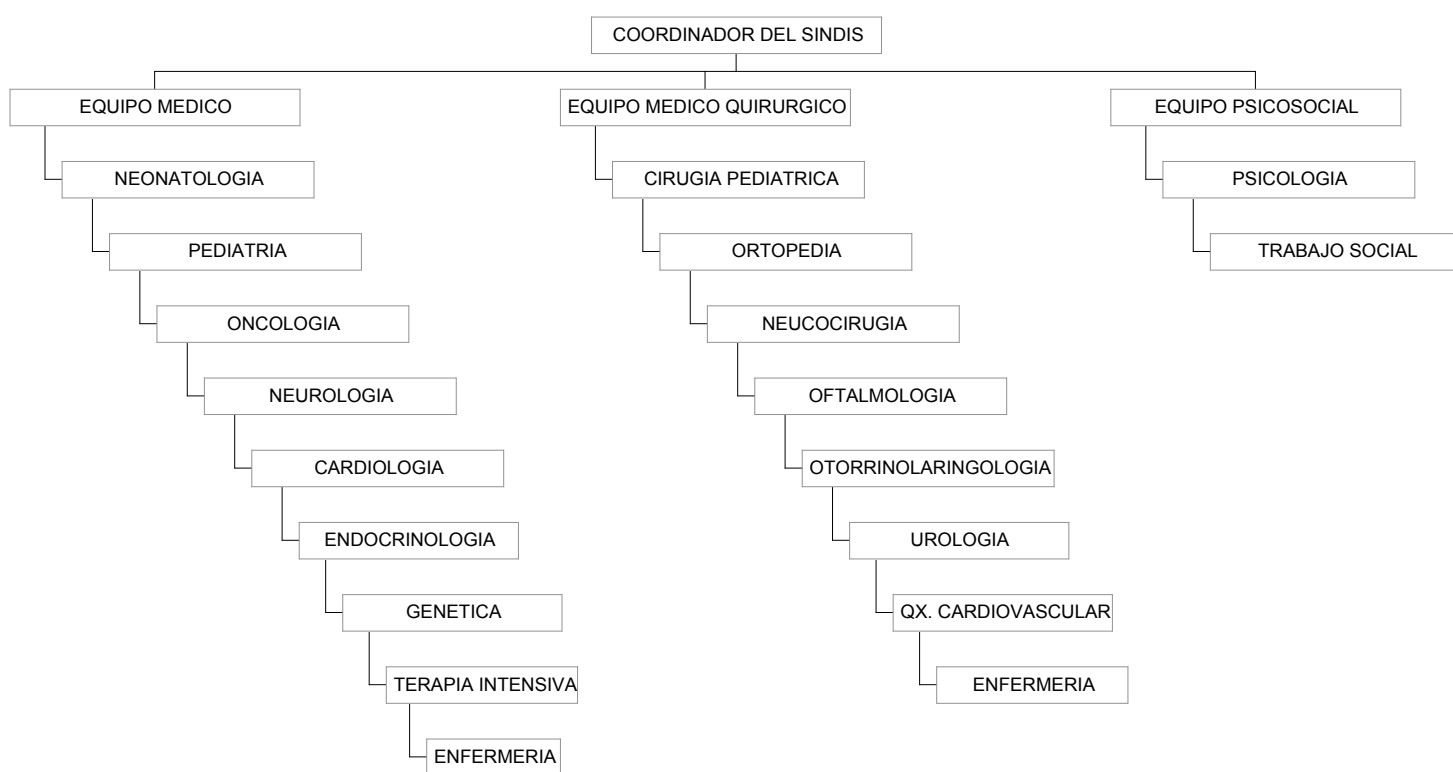 COORDINADOR DEL SINDIS
EQUIPO MEDICO
EQUIPO MEDICO QUIRURGICO
EQUIPO PSICOSOCIAL
NEONATOLOGIA
CIRUGIA PEDIATRICA
PSICOLOGIA
PEDIATRIA
ORTOPEDIA
TRABAJO SOCIAL
ONCOLOGIA
NEUCOCIRUGIA
NEUROLOGIA
OFTALMOLOGIA
CARDIOLOGIA
OTORRINOLARINGOLOGIA
ENDOCRINOLOGIA
UROLOGIA
GENETICA
QX. CARDIOVASCULAR
TERAPIA INTENSIVA
ENFERMERIA
ENFERMERIA